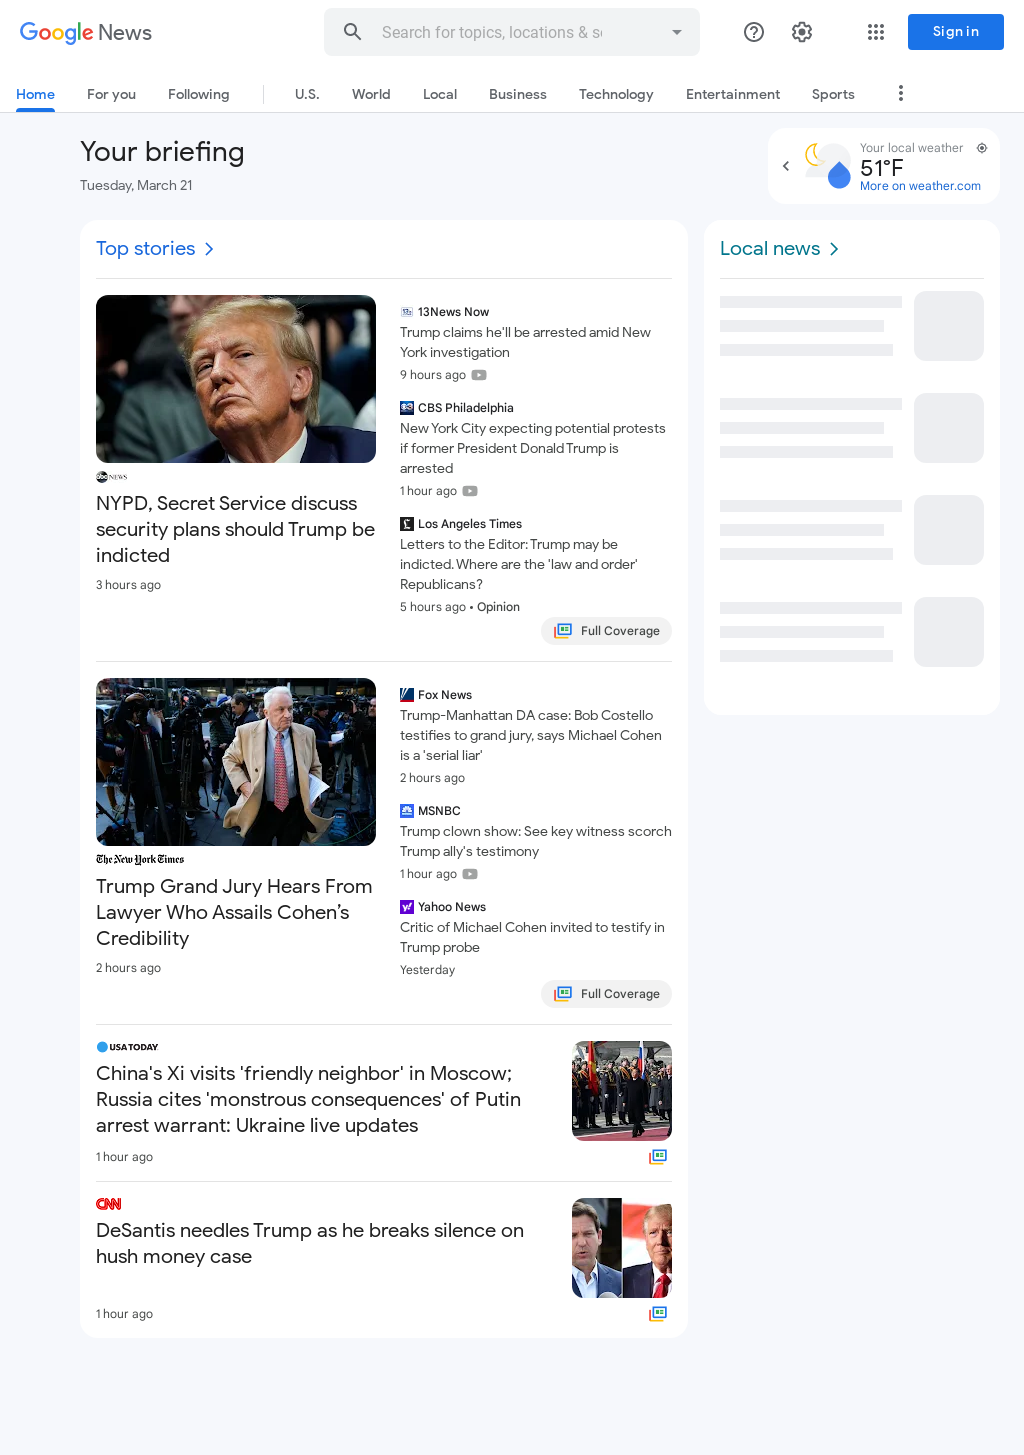 Google News
Search for topics, locations & so
Sign in
Home
For you
Following
U.S.
World
Local
Business
Technology
Entertainment
Sports
Your briefing
Tuesday, March 21
Your local weather
51°F
More on weather.com
Top stories
abc NEWS
NYPD, Secret Service discuss
security plans should Trump be
indicted
3 hours ago
13News Now
Trump claims he'll be arrested amid New
York investigation
9 hours ago
CBS Philadelphia
New York City expecting potential protests
if former President Donald Trump is
arrested
1 hour ago
Los Angeles Times
Letters to the Editor: Trump may be
indicted. Where are the 'law and order'
Republicans?
5 hours ago • Opinion
Full Coverage
The New York Times
Trump Grand Jury Hears From
Lawyer Who Assails Cohen’s
Credibility
2 hours ago
Fox News
Trump-Manhattan DA case: Bob Costello
testifies to grand jury, says Michael Cohen
is a 'serial liar'
2 hours ago
MSNBC
Trump clown show: See key witness scorch
Trump ally's testimony
1 hour ago
Yahoo News
Critic of Michael Cohen invited to testify in
Trump probe
Yesterday
Full Coverage
USA TODAY
China's Xi visits 'friendly neighbor' in Moscow;
Russia cites 'monstrous consequences' of Putin
arrest warrant: Ukraine live updates
1 hour ago
CNN
DeSantis needles Trump as he breaks silence on
hush money case
1 hour ago
Local news